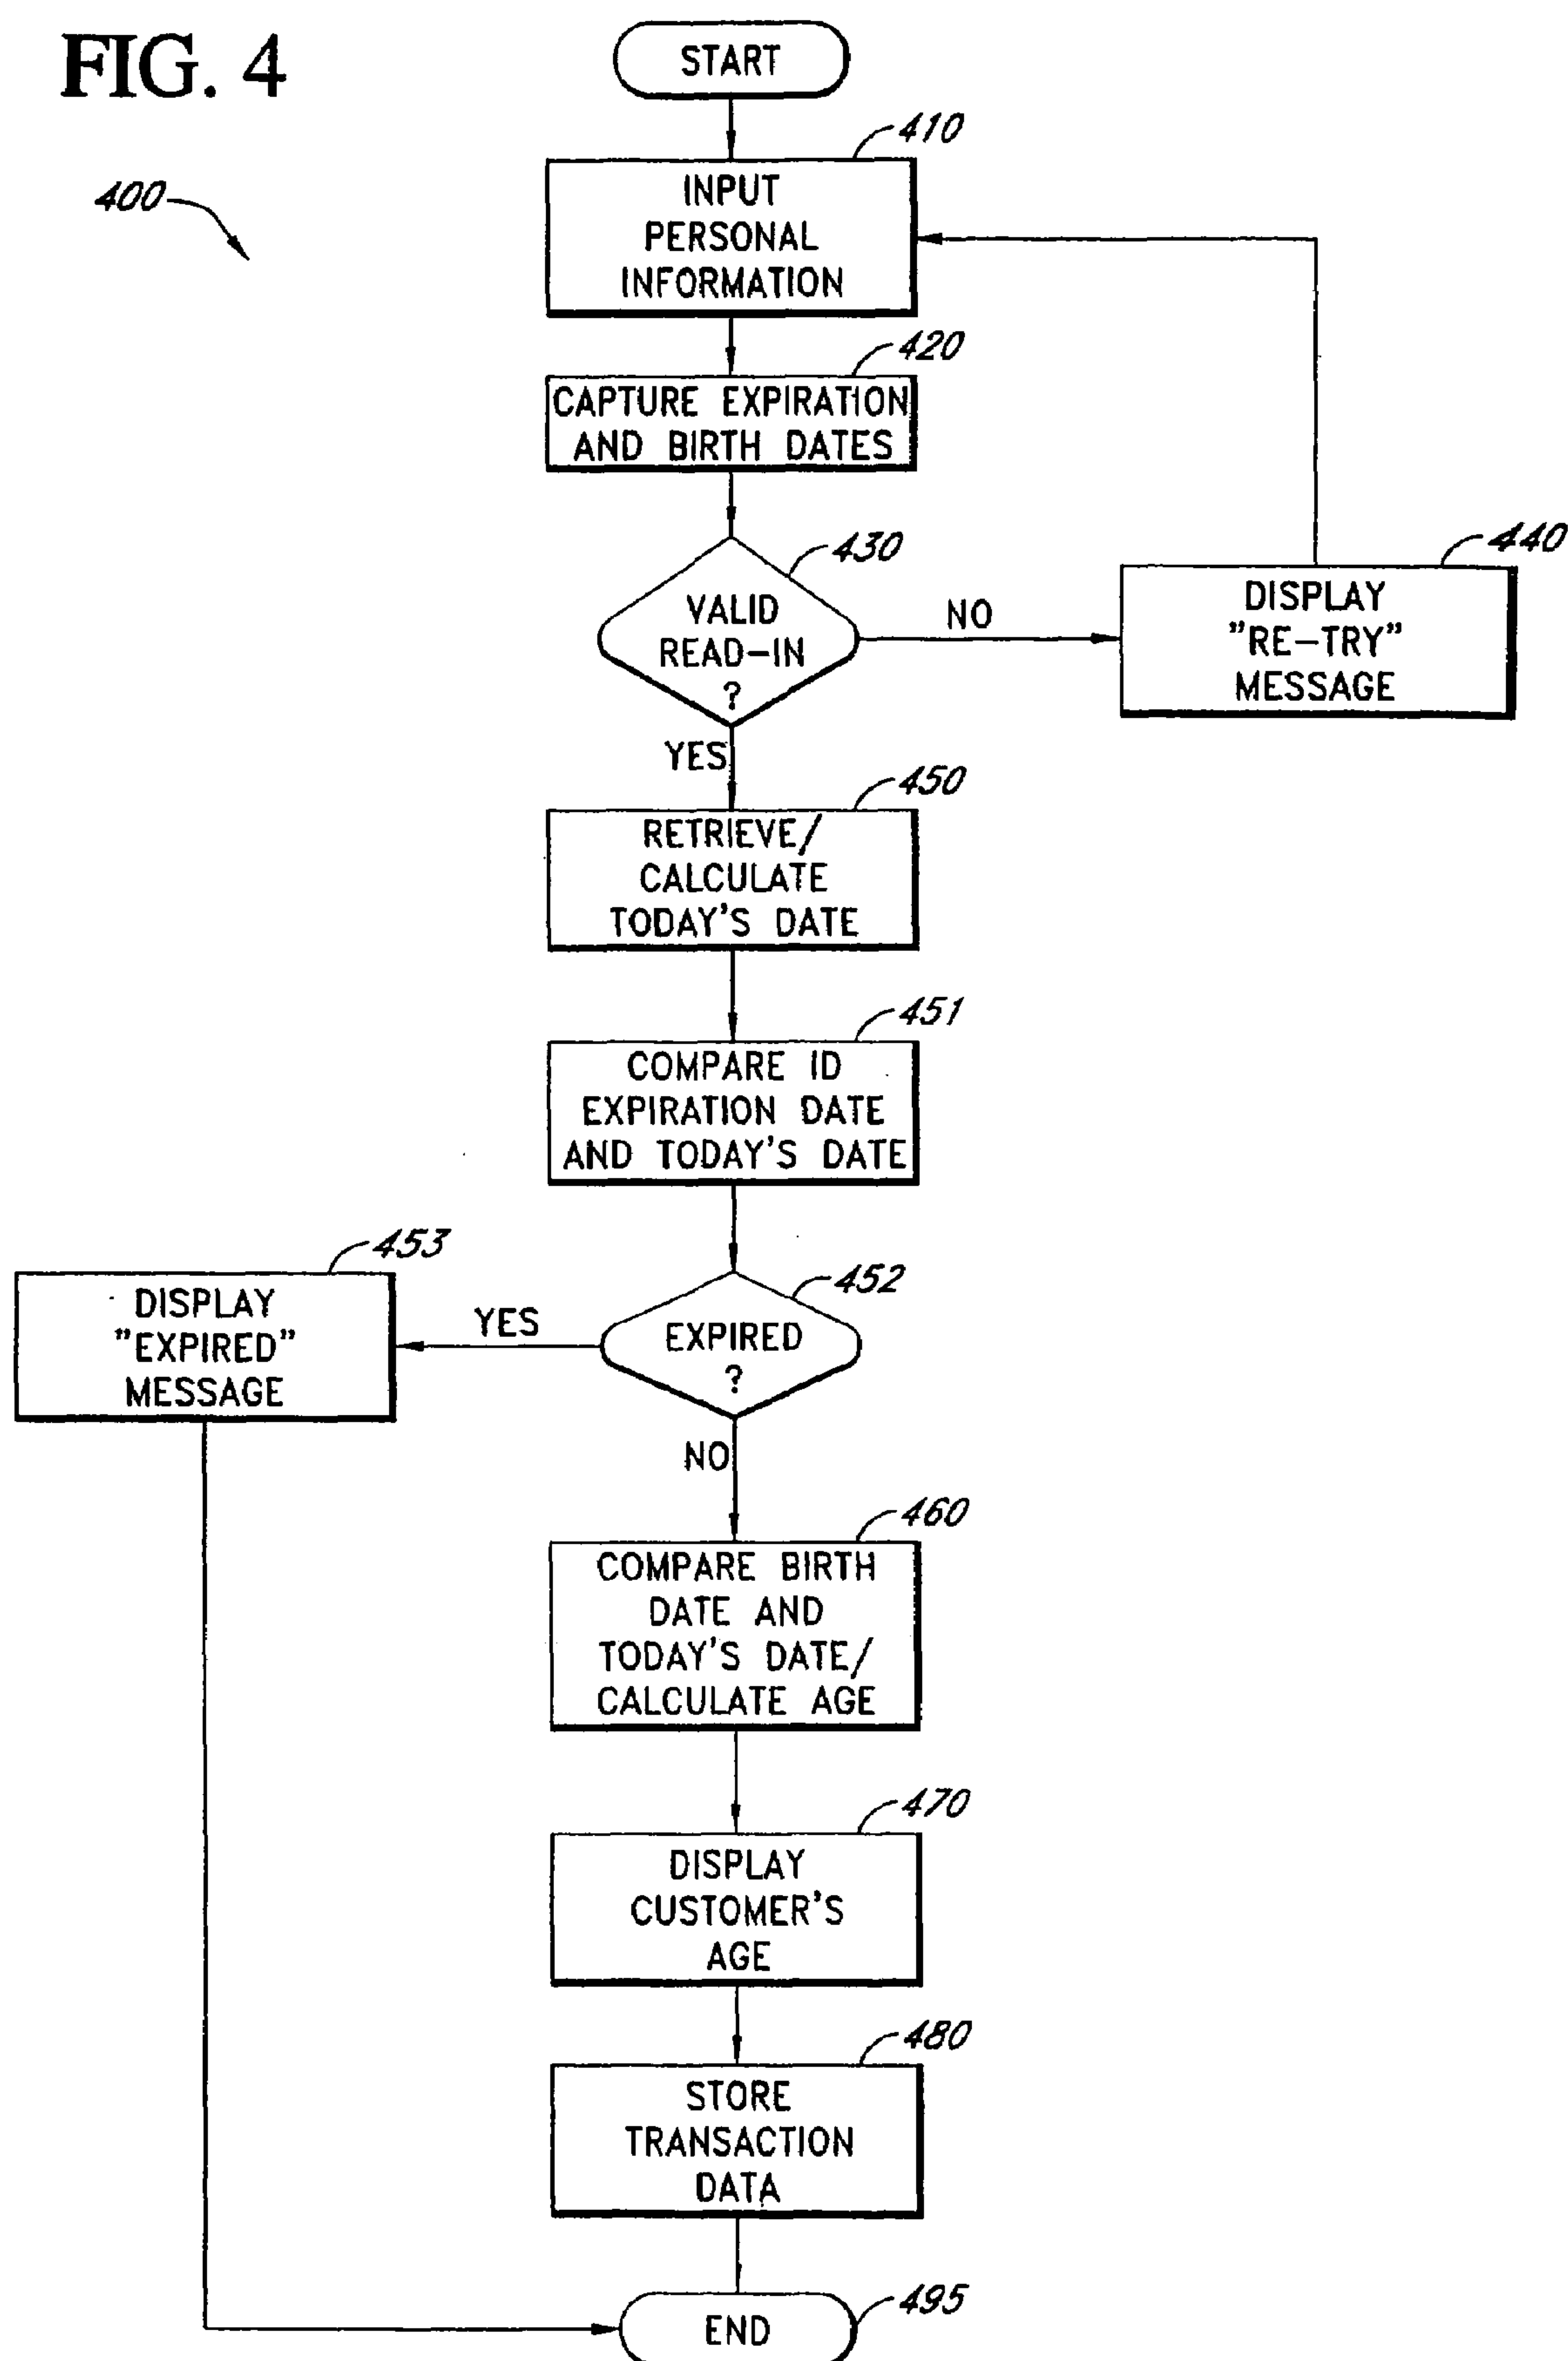 FIG. 4
START
400
410
INPUT
PERSONAL
INFORMATION
420
CAPTURE EXPIRATION
AND BIRTH DATES
430
VALID
READ-IN
?
NO
440
DISPLAY
"RE-TRY"
MESSAGE
YES
450
RETRIEVE/
CALCULATE
TODAY'S DATE
451
COMPARE ID
EXPIRATION DATE
AND TODAY'S DATE
452
EXPIRED
?
YES
453
DISPLAY
"EXPIRED"
MESSAGE
NO
460
COMPARE BIRTH
DATE AND
TODAY'S DATE/
CALCULATE AGE
470
DISPLAY
CUSTOMER'S
AGE
480
STORE
TRANSACTION
DATA
END
495